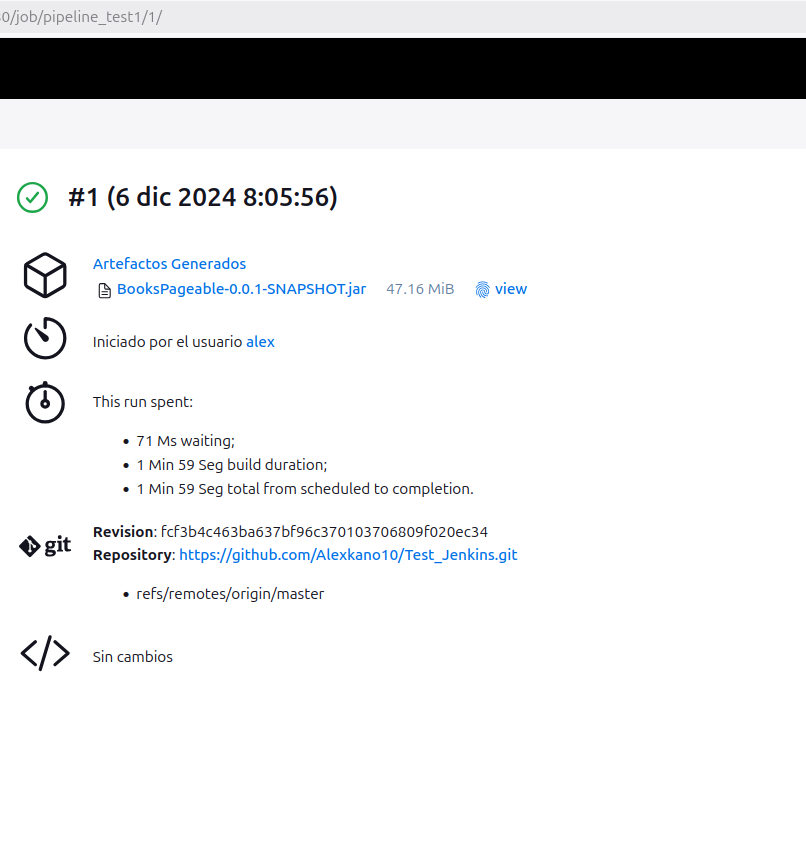 0/job/pipeline_test1/1/
#1 (6 dic 2024 8:05:56)
Artefactos Generados
BooksPageable-0.0.1-SNAPSHOT.jar 47.16 MiB view
Iniciado por el usuario alex
This run spent:
• 71 Ms waiting;
• 1 Min 59 Seg build duration;
• 1 Min 59 Seg total from scheduled to completion.
git
Revision: fcf3b4c463ba637bf96c370103706809f020ec34
Repository: https://github.com/Alexkano10/Test_Jenkins.git
• refs/remotes/origin/master
Sin cambios